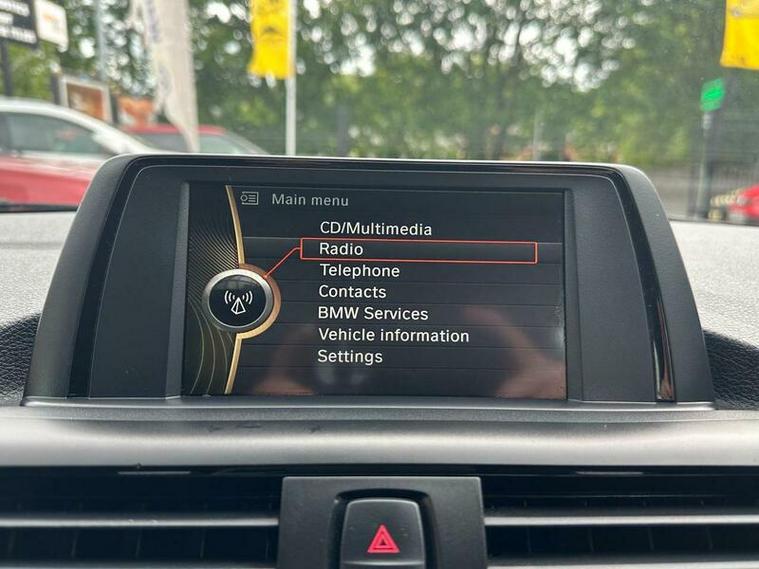 Main menu
CD/Multimedia
Radio
Telephone
Contacts
BMW Services
Vehicle information
Settings